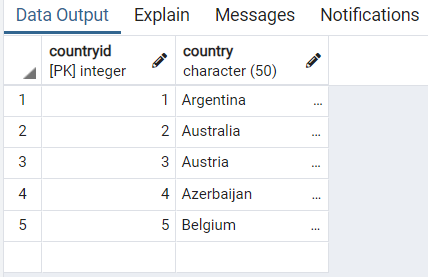 Data Output Explain Messages Notifications
countryid country
[PK] integer character (50)
1 1 Argentina ...
2 2 Australia ...
3 3 Austria ...
4 4 Azerbaijan ...
5 5 Belgium ...